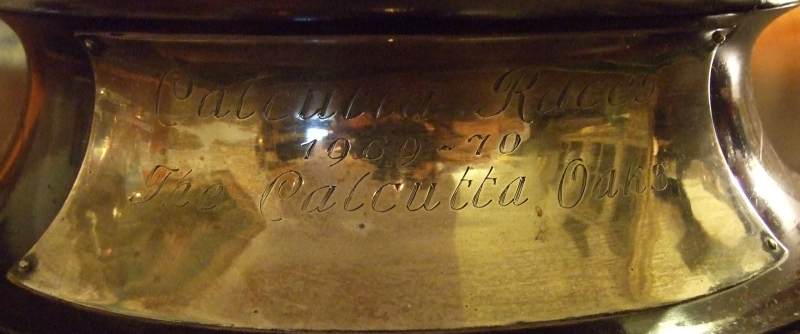 Calcutta Races
1969-70
The Calcutta Oaks